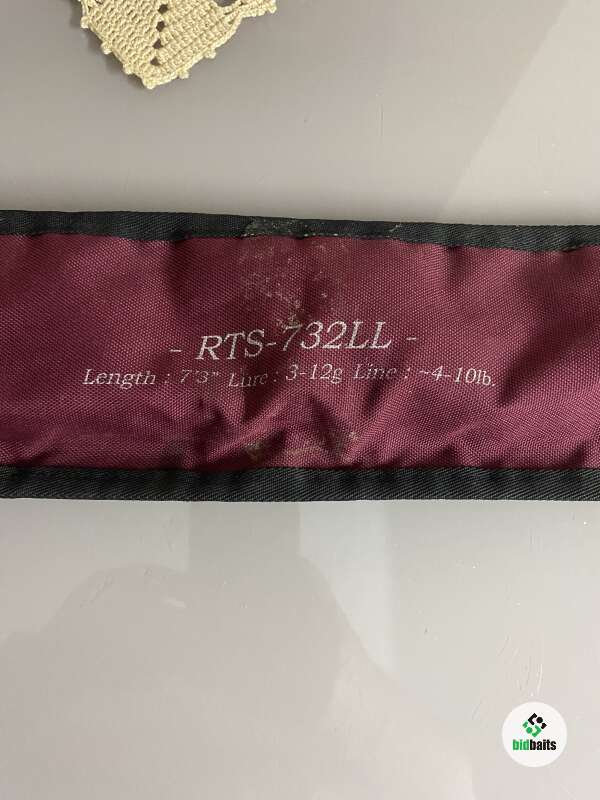 - RTS-732LL -
Length : 7'3" Lure : 3-12g Line : ~4-10lb.
bidbaits